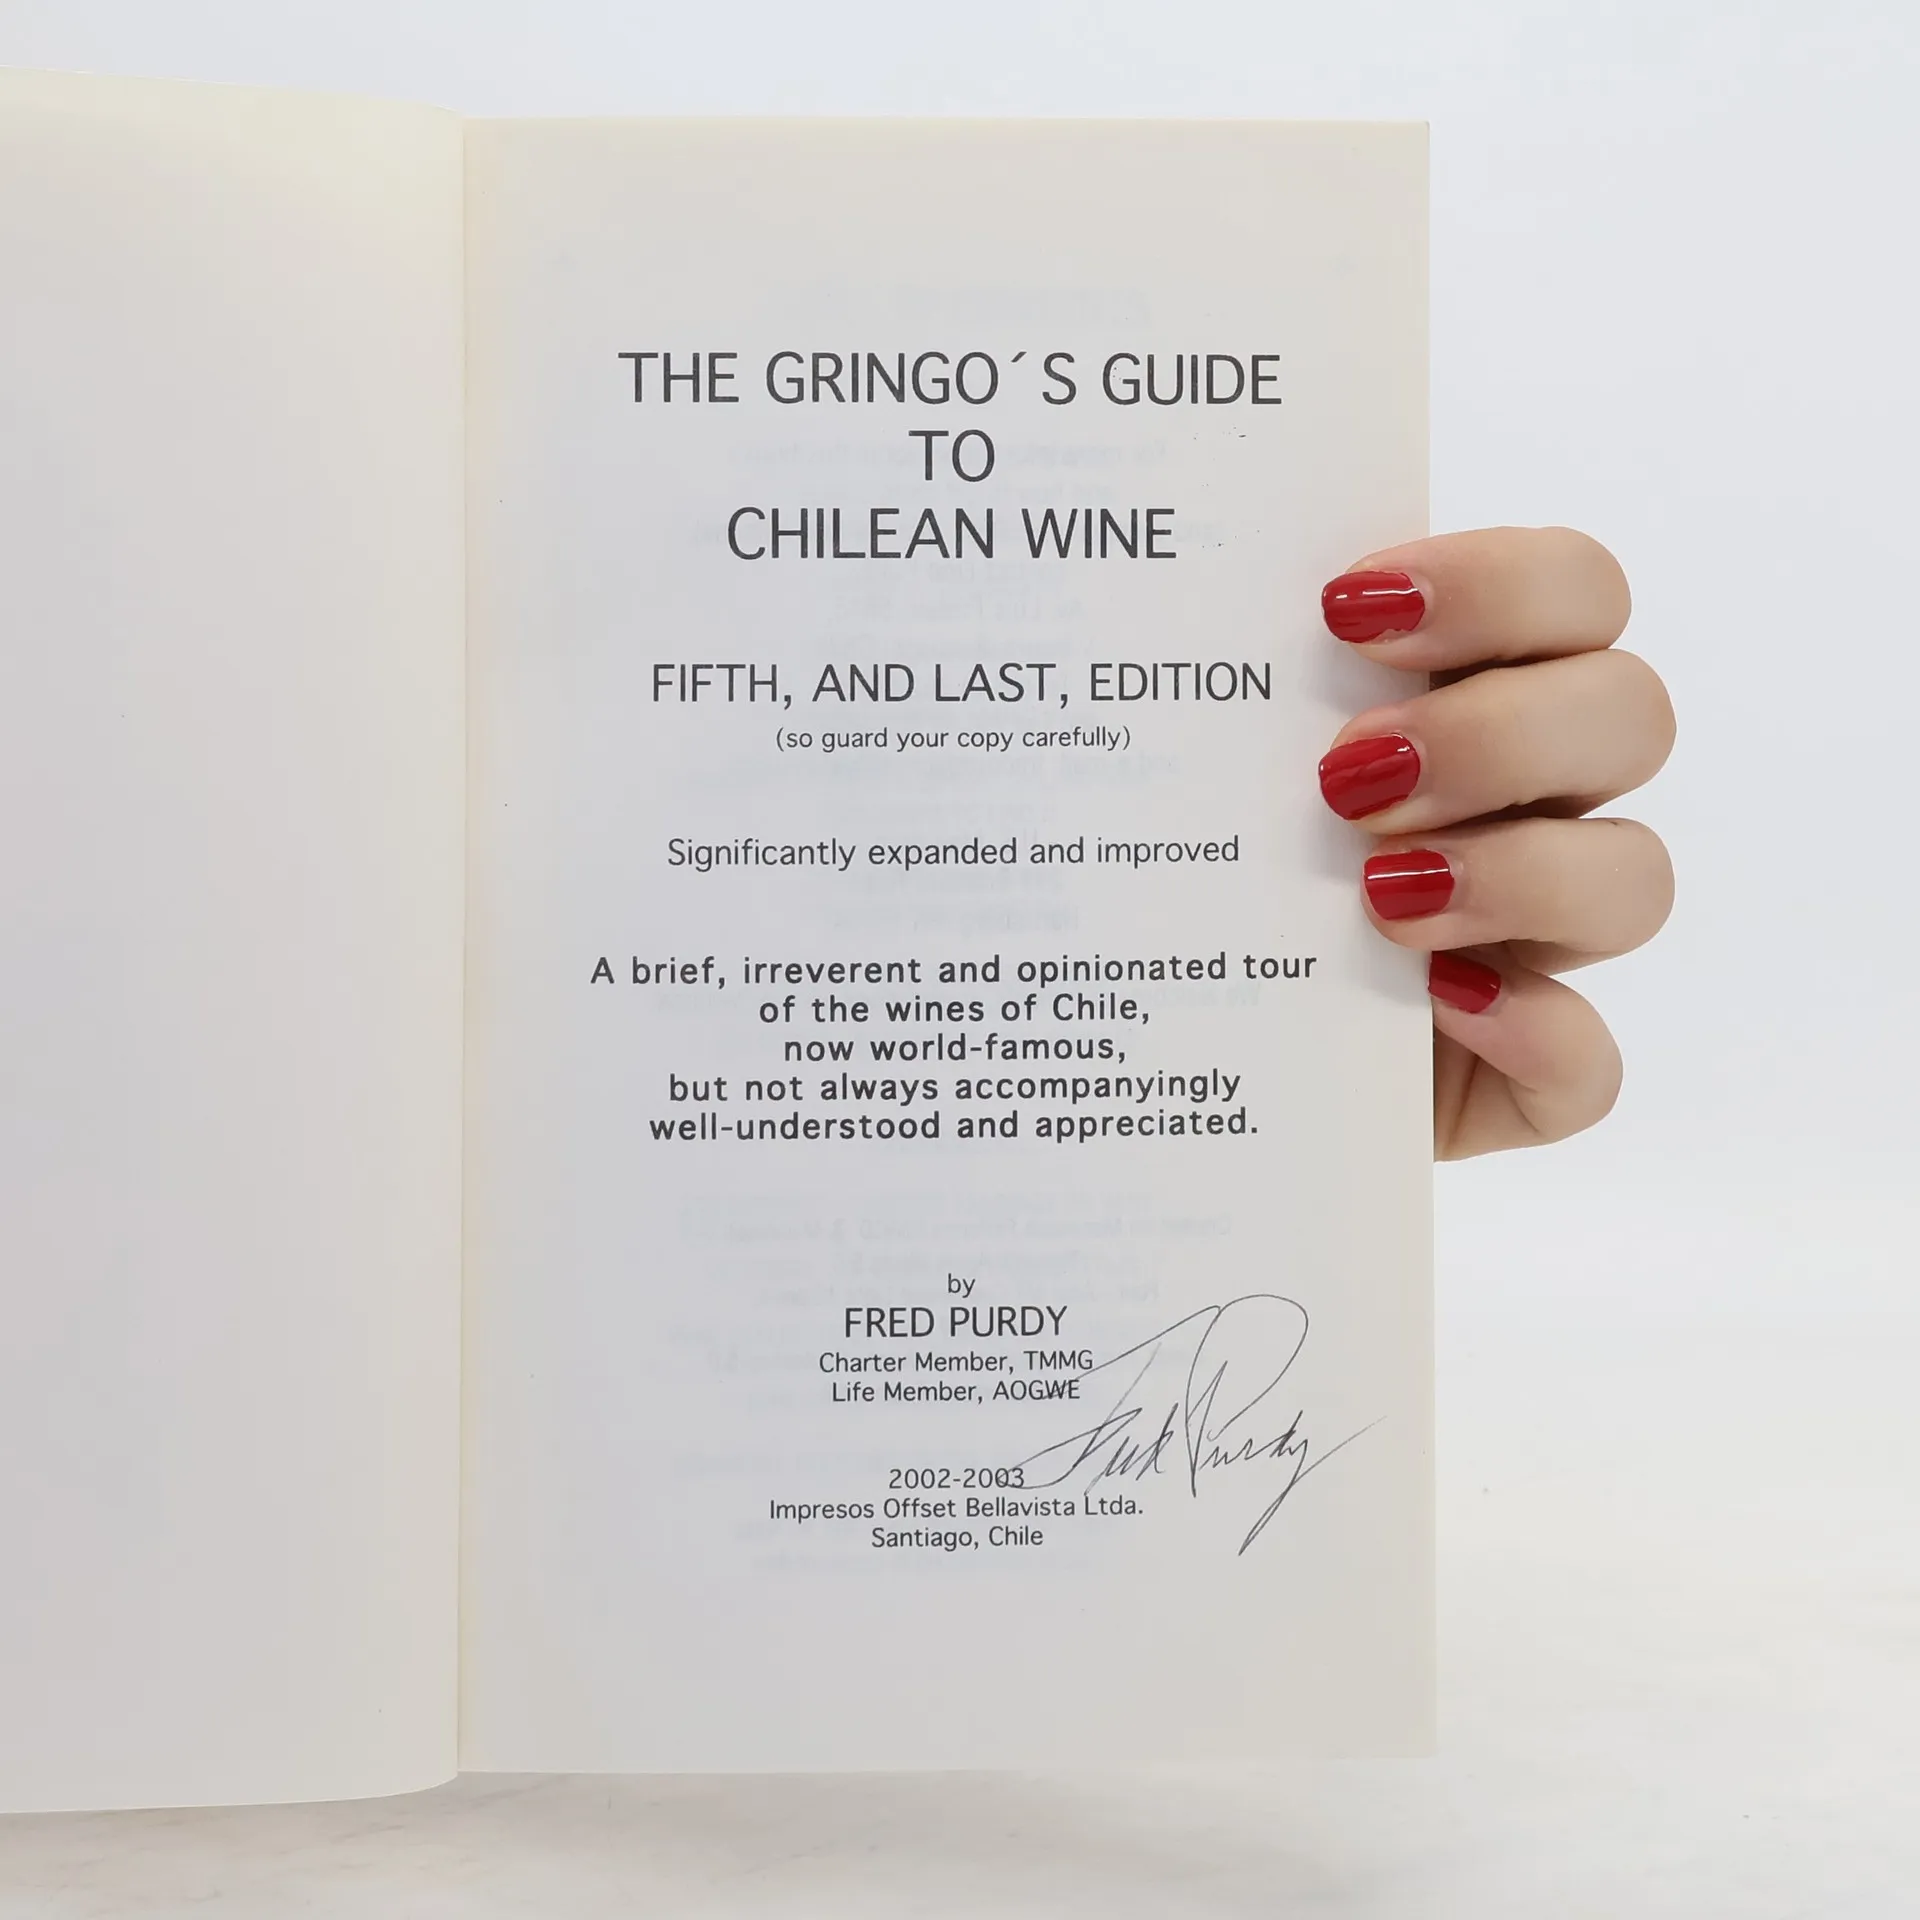 THE GRINGO´S GUIDE
TO
CHILEAN WINE
FIFTH, AND LAST, EDITION
(so guard your copy carefully)
Significantly expanded and improved
A brief, irreverent and opinionated tour
of the wines of Chile,
now world-famous,
but not always accompanyingly
well-understood and appreciated.
by
FRED PURDY
Charter Member, TMMG
Life Member, AOGWE
Fred Purdy
2002-2003
Impresos Offset Bellavista Ltda.
Santiago, Chile